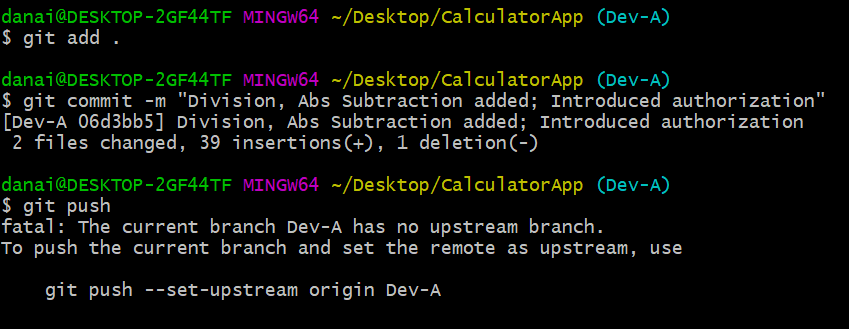 danai@DESKTOP-2GF44TF MINGW64 ~/Desktop/CalculatorApp (Dev-A)
$ git add .
danai@DESKTOP-2GF44TF MINGW64 ~/Desktop/CalculatorApp (Dev-A)
$ git commit -m "Division, Abs Subtraction added; Introduced authorization"
[Dev-A 06d3bb5] Division, Abs Subtraction added; Introduced authorization
 2 files changed, 39 insertions(+), 1 deletion(-)
danai@DESKTOP-2GF44TF MINGW64 ~/Desktop/CalculatorApp (Dev-A)
$ git push
fatal: The current branch Dev-A has no upstream branch.
To push the current branch and set the remote as upstream, use
    git push --set-upstream origin Dev-A